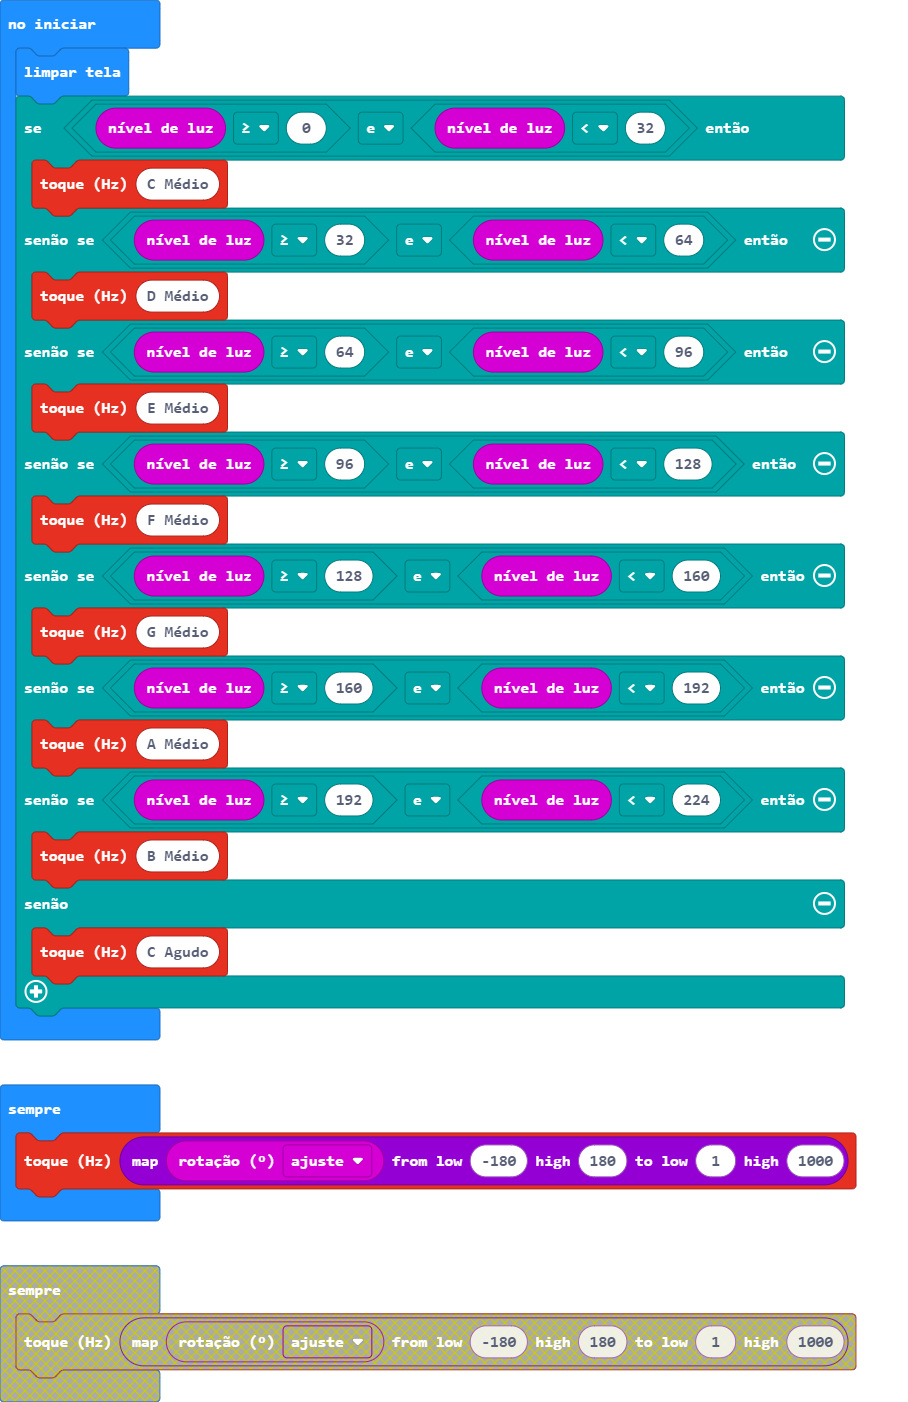 no iniciar
limpar tela
se nível de luz ≥ 0 e nível de luz < 32 então
toque (Hz) C Médio
senão se nível de luz ≥ 32 e nível de luz < 64 então
toque (Hz) D Médio
senão se nível de luz ≥ 64 e nível de luz < 96 então
toque (Hz) E Médio
senão se nível de luz ≥ 96 e nível de luz < 128 então
toque (Hz) F Médio
senão se nível de luz ≥ 128 e nível de luz < 160 então
toque (Hz) G Médio
senão se nível de luz ≥ 160 e nível de luz < 192 então
toque (Hz) A Médio
senão se nível de luz ≥ 192 e nível de luz < 224 então
toque (Hz) B Médio
senão
toque (Hz) C Agudo
sempre
toque (Hz) map rotação (º) ajuste from low -180 high 180 to low 1 high 1000
sempre
toque (Hz) map rotação (º) ajuste from low -180 high 180 to low 1 high 1000